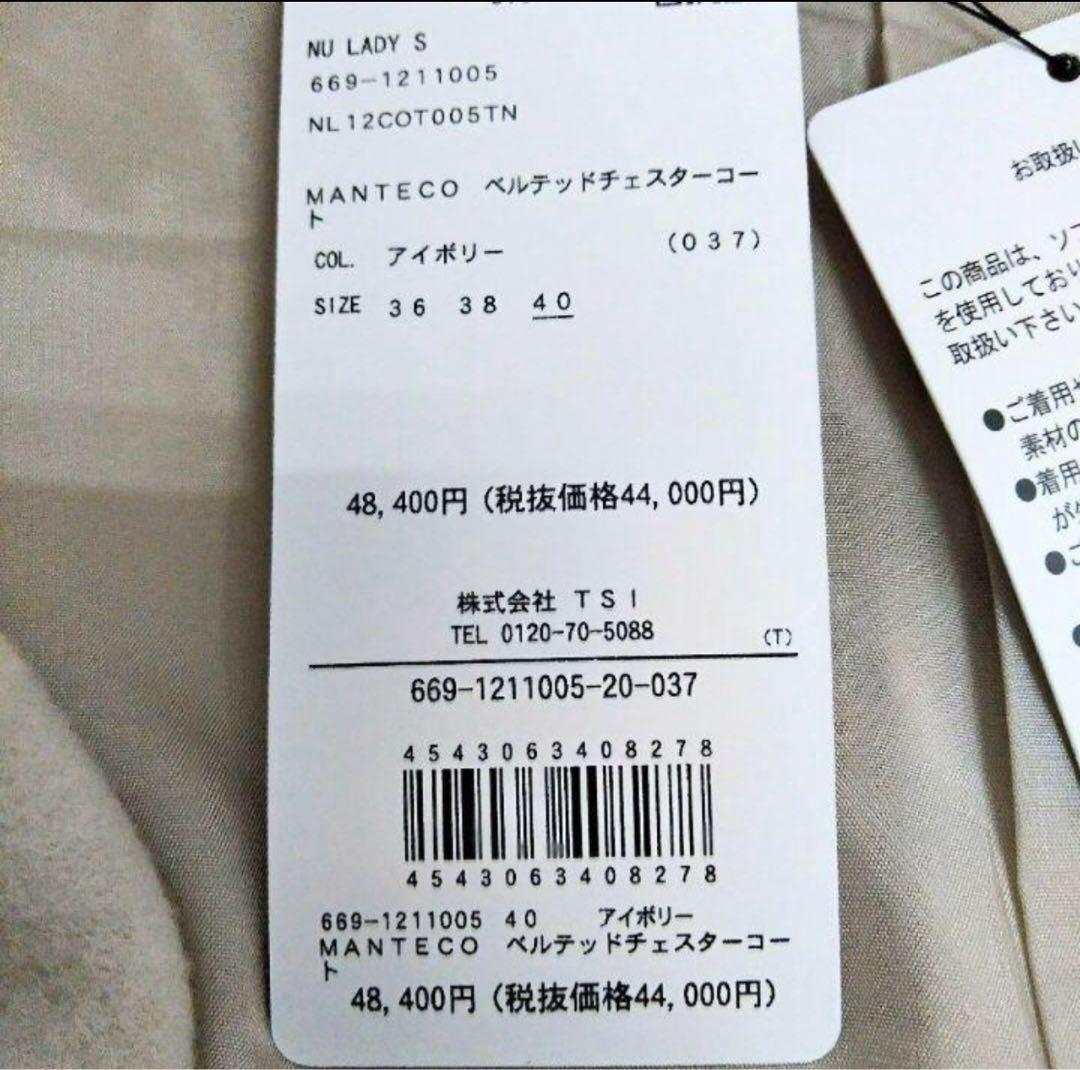 NU LADY S
669-1211005
NL12COT005TN
MANTECO ベルテッドチェスターコー
ト
COL. アイボリー (037)
SIZE 36 38 40
48,400円(税抜価格44,000円)
株式会社 TSI
TEL 0120-70-5088 (T)
669-1211005-20-037
4543063408278
4543063408278
669-1211005 40 アイボリー
MANTECO ベルテッドチェスターコー
ト
48,400円(税抜価格44,000円)
お取扱い
この商品は、ソフ
を使用しており
取扱い下さい
●ご着用や
素材の
●着用
が
●ご